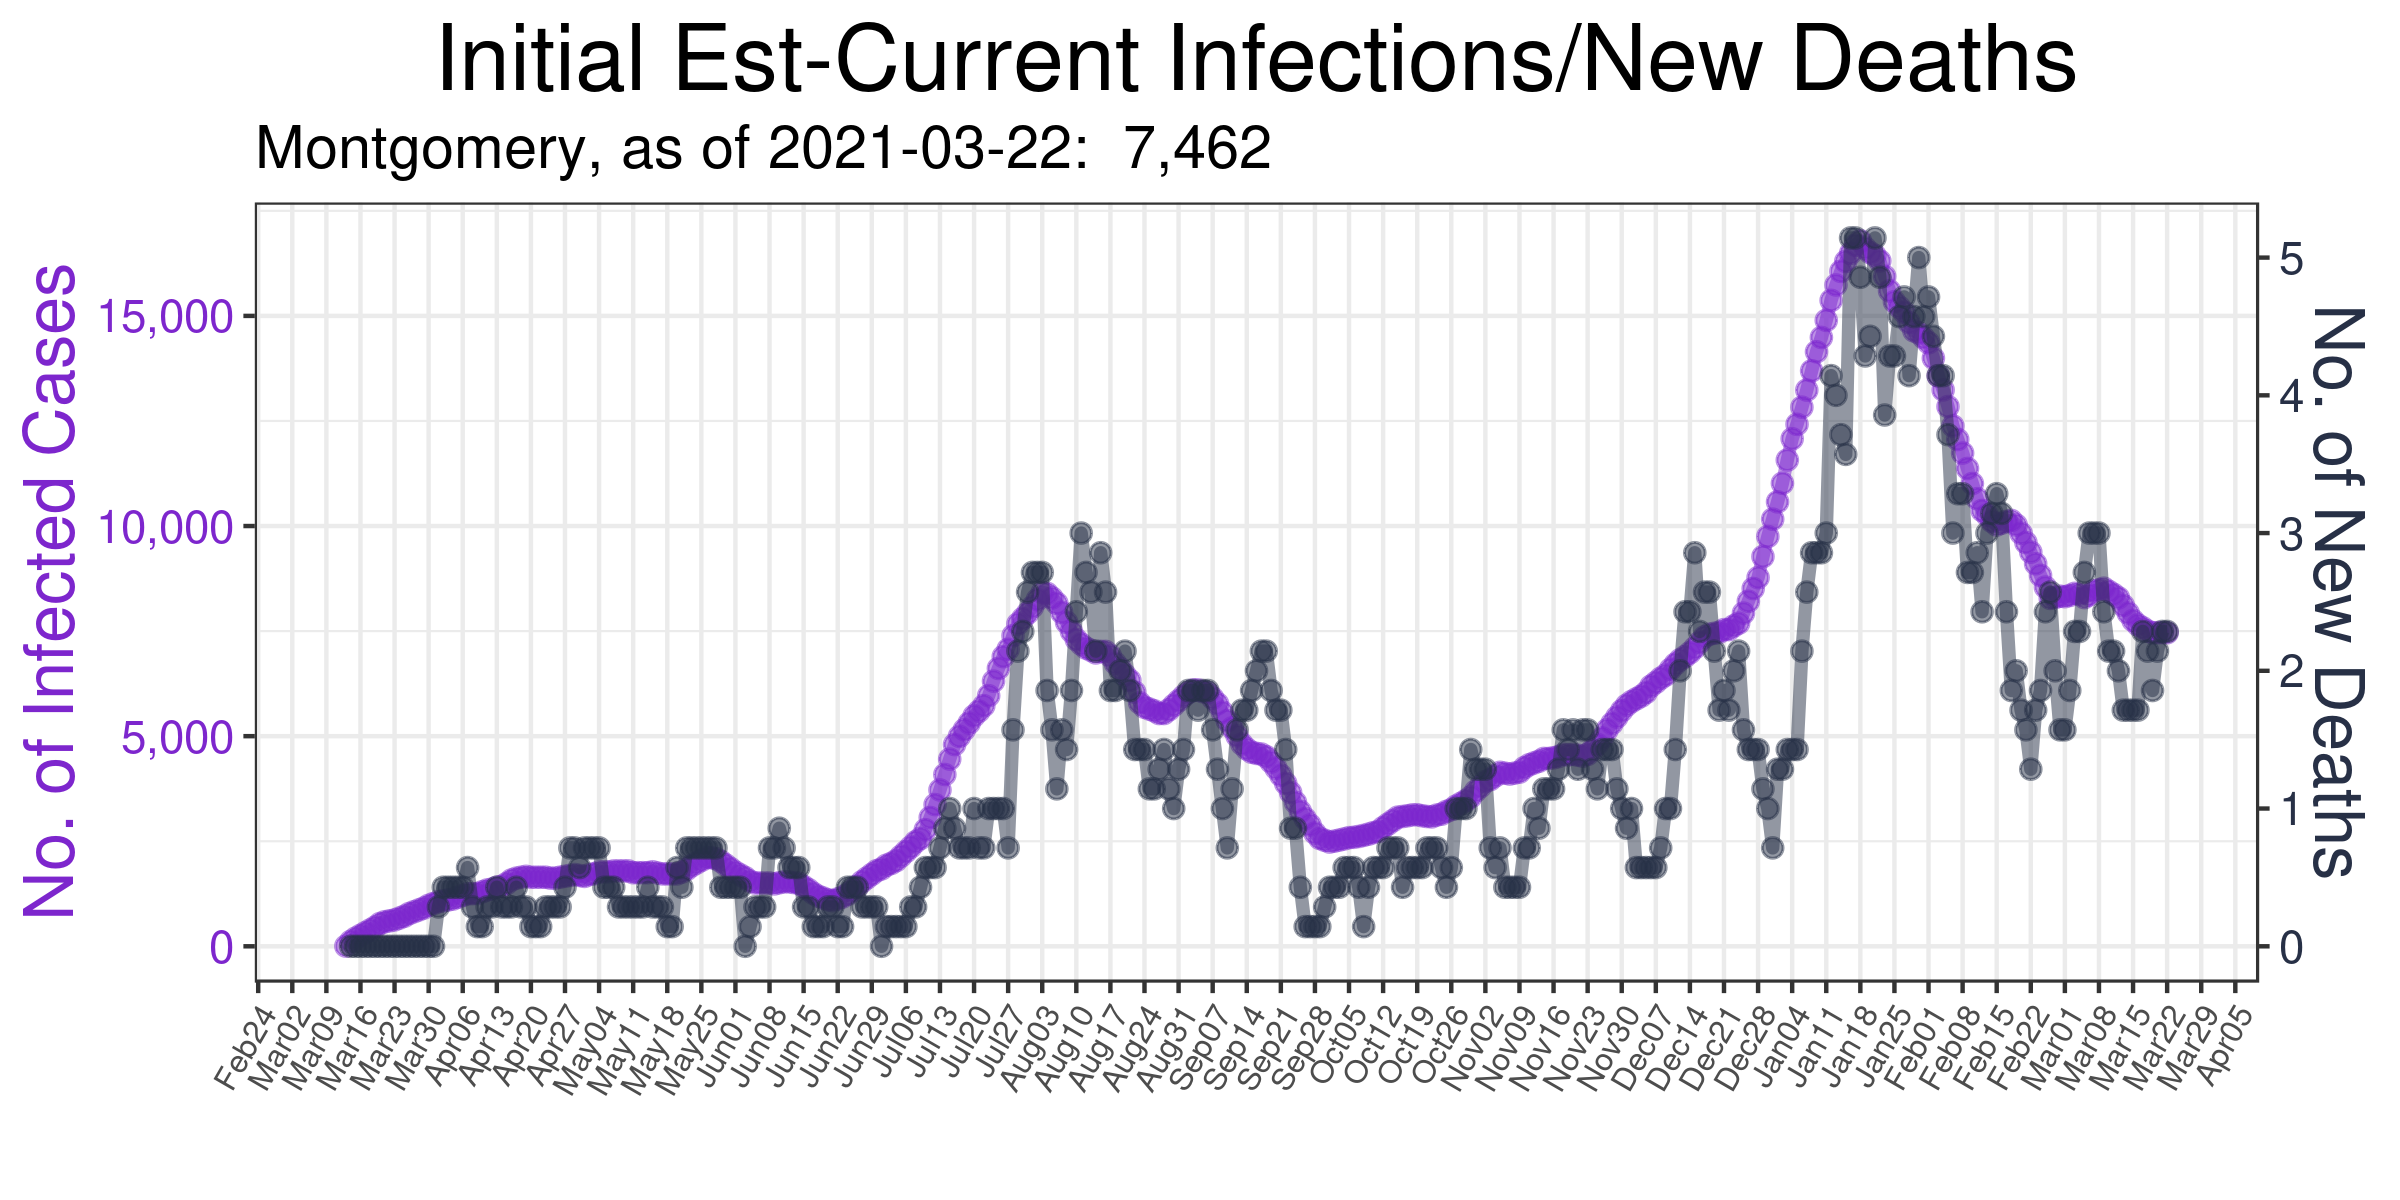 Initial Est-Current Infections/New Deaths
Montgomery, as of 2021-03-22:  7,462
No. of Infected Cases
15,000
10,000
5,000
0
5
4
3
2
1
0
No. of New Deaths
Feb24
Mar02
Mar09
Mar16
Mar23
Mar30
Apr06
Apr13
Apr20
Apr27
May04
May11
May18
May25
Jun01
Jun08
Jun15
Jun22
Jun29
Jul06
Jul13
Jul20
Jul27
Aug03
Aug10
Aug17
Aug24
Aug31
Sep07
Sep14
Sep21
Sep28
Oct05
Oct12
Oct19
Oct26
Nov02
Nov09
Nov16
Nov23
Nov30
Dec07
Dec14
Dec21
Dec28
Jan04
Jan11
Jan18
Jan25
Feb01
Feb08
Feb15
Feb22
Mar01
Mar08
Mar15
Mar22
Mar29
Apr05